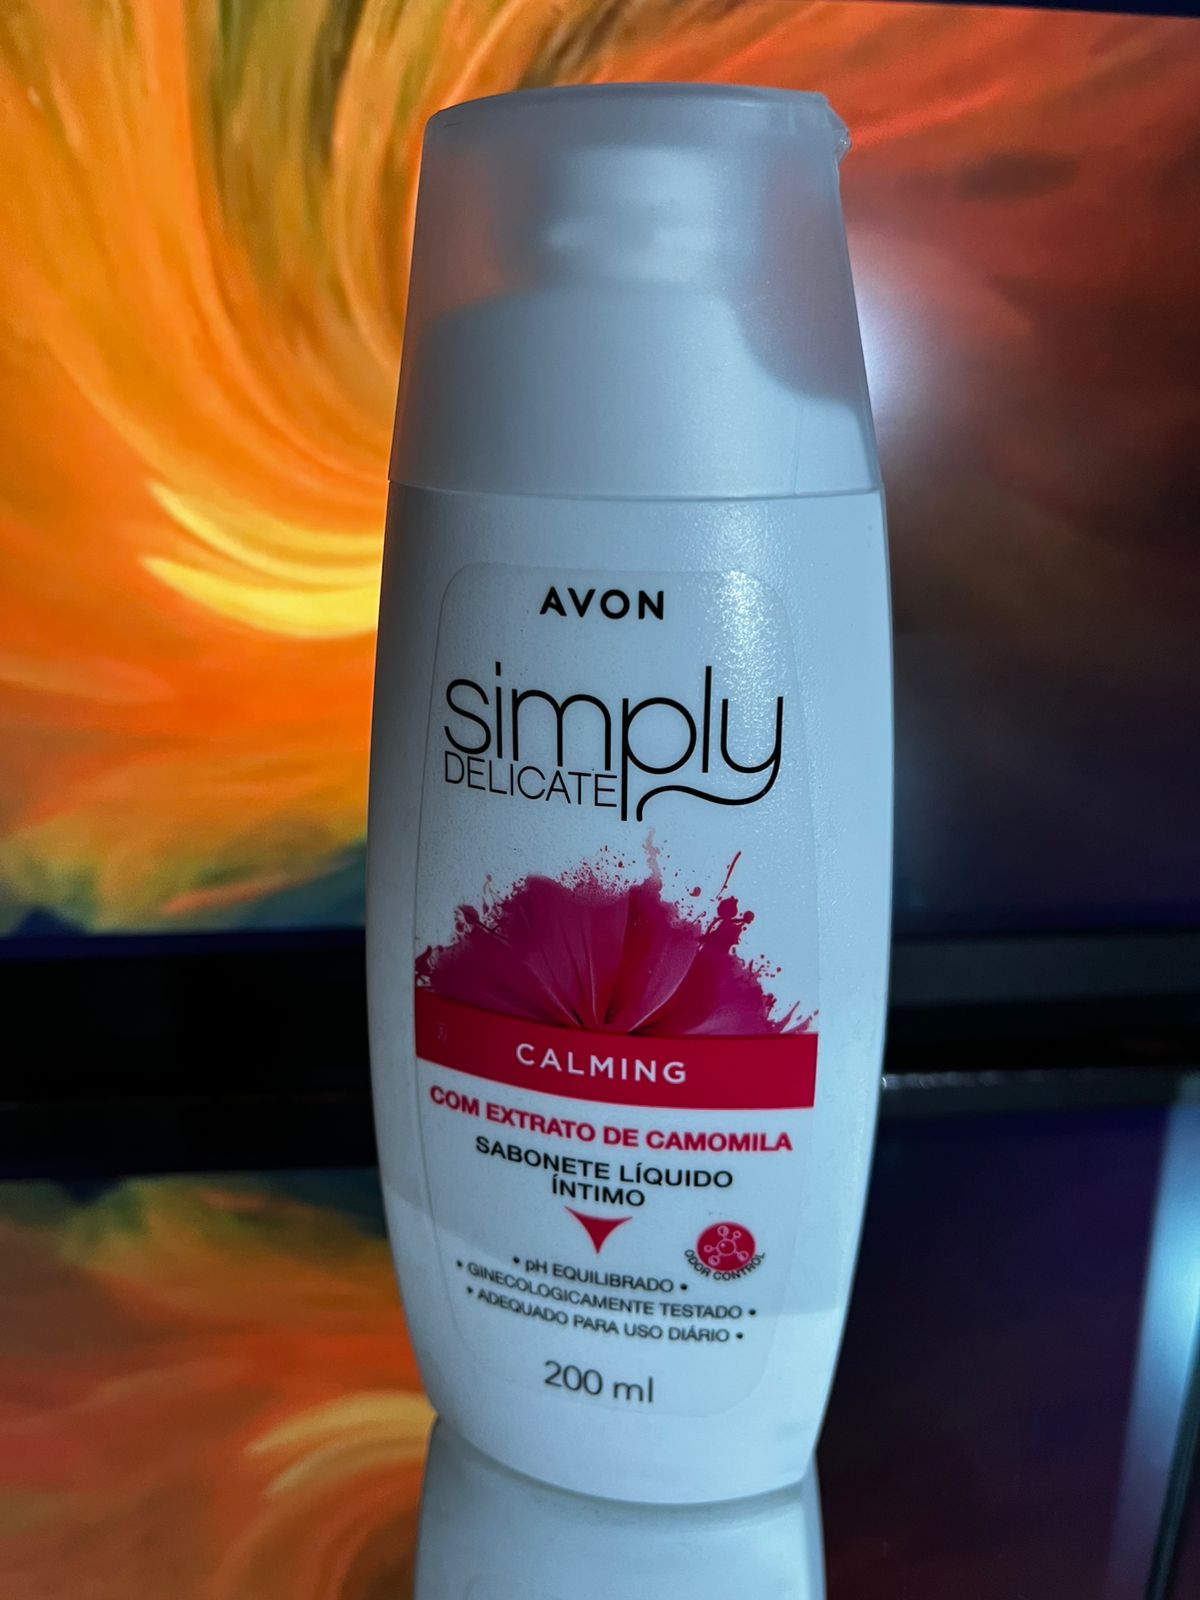 AVON
simply
DELICATE
CALMING
COM EXTRATO DE CAMOMILA
SABONETE LÍQUIDO
ÍNTIMO
ODOR CONTROL
• pH EQUILIBRADO •
• GINECOLOGICAMENTE TESTADO •
• ADEQUADO PARA USO DIÁRIO •
200 ml